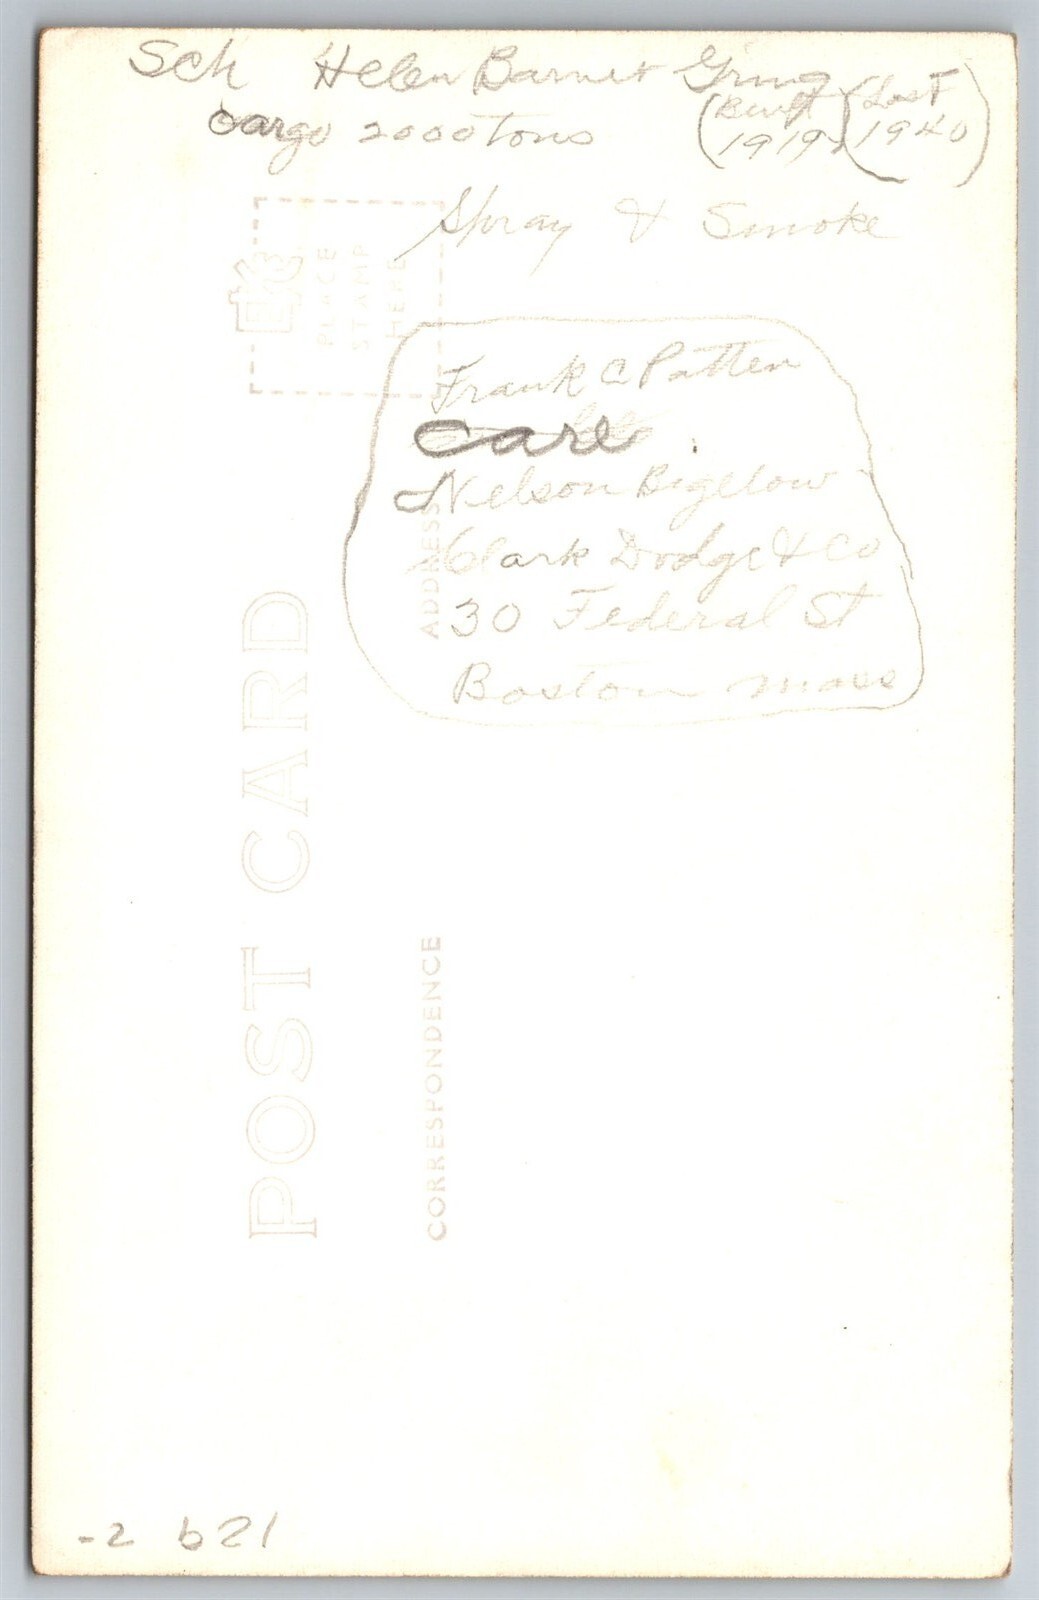 Sch Helen Barnet Gring
cargo 2000 tons (Built 1919) (Lost 1940)
Spray & Smoke
PLACE
STAMP
HERE
Frank C Patten
care
Nelson Bigelow
Clark Dodge & Co
30 Federal St
Boston Mass
ADDRESS
POST CARD
CORRESPONDENCE
-2 621